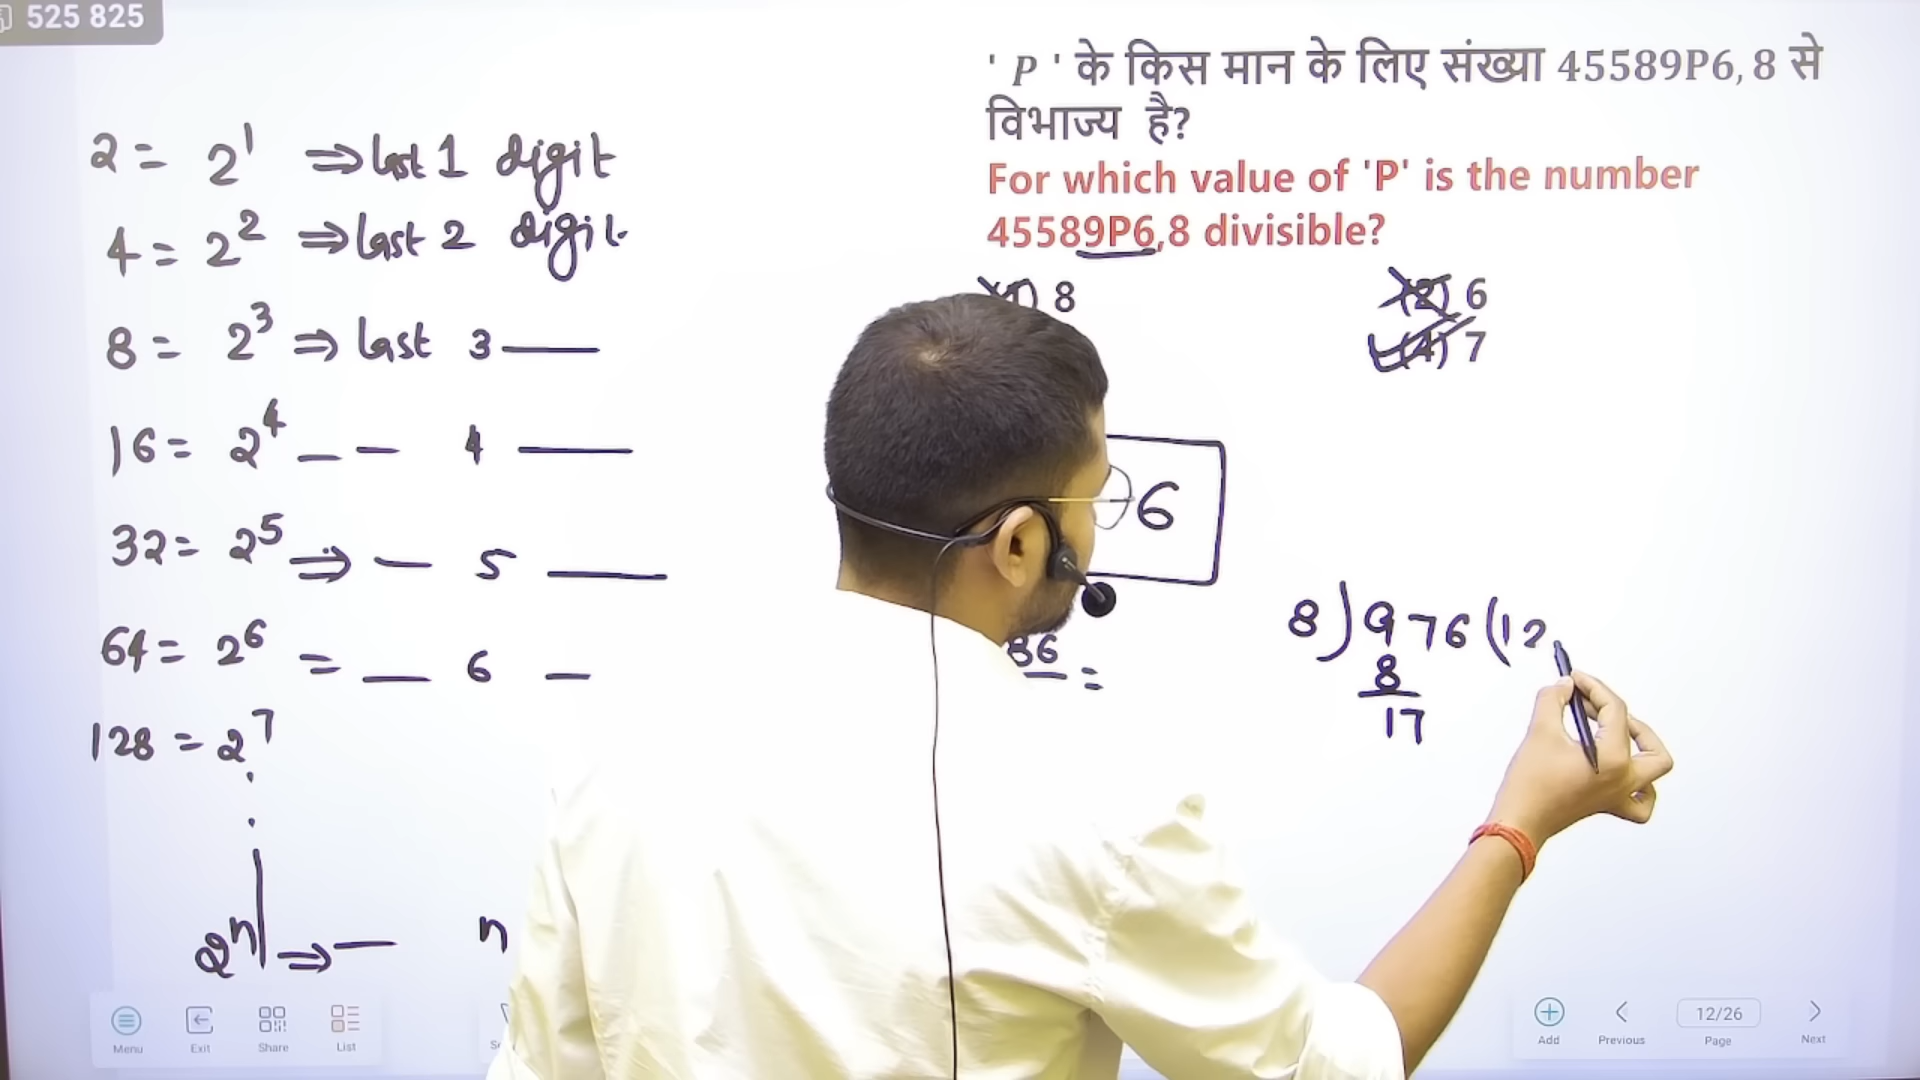 525 825
' P ' के किस मान के लिए संख्या 45589P6, 8 से
विभाज्य है?
For which value of 'P' is the number
45589P6,8 divisible?
8
(2) 6
(4) 7
2 = 2¹ ⇒ last 1 digit
4 = 2² ⇒ last 2 digit
8 = 2³ ⇒ last 3 —
16 = 2⁴ — — 4 —
32 = 2⁵ ⇒ — 5 —
64 = 2⁶ = — 6 —
128 = 2⁷
2ⁿ ⇒ — n
6
86 =
8 ) 976 ( 12
8
17
Menu
Exit
Share
List
Add
Previous
12/26
Page
Next